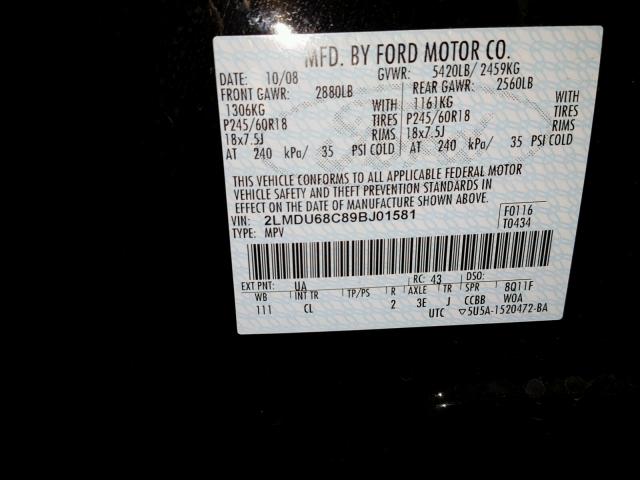 MFD. BY FORD MOTOR CO.
DATE: 10/08 GVWR: 5420LB/ 2459KG
FRONT GAWR: 2880LB REAR GAWR: 2560LB
1306KG WITH 1161KG WITH
P245/60R18 TIRES P245/60R18 TIRES
18x7.5J RIMS 18x7.5J RIMS
AT 240 kPa/ 35 PSI COLD AT 240 kPa/ 35 PSI COLD
THIS VEHICLE CONFORMS TO ALL APPLICABLE FEDERAL MOTOR
VEHICLE SAFETY AND THEFT PREVENTION STANDARDS IN
EFFECT ON THE DATE OF MANUFACTURE SHOWN ABOVE.
VIN: 2LMDU68C89BJ01581 F0116
TYPE: MPV T0434
EXT PNT: UA RC: 43 DSO:
WB INT TR TP/PS R AXLE TR SPR 8Q11F
111 CL 2 3E J CCBB WOA
UTC ▽5U5A-1520472-BA